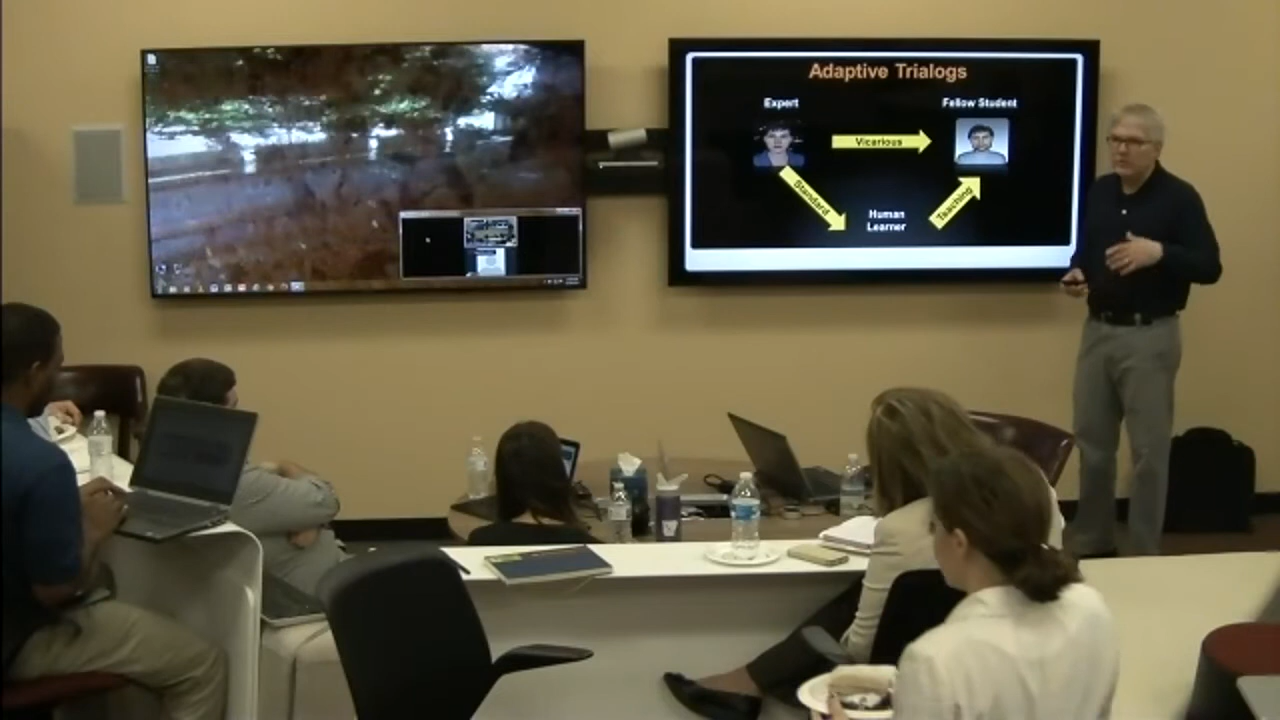 Adaptive Trialogs
Expert
Fellow Student
Vicarious
Standard
Teaching
Human
Learner